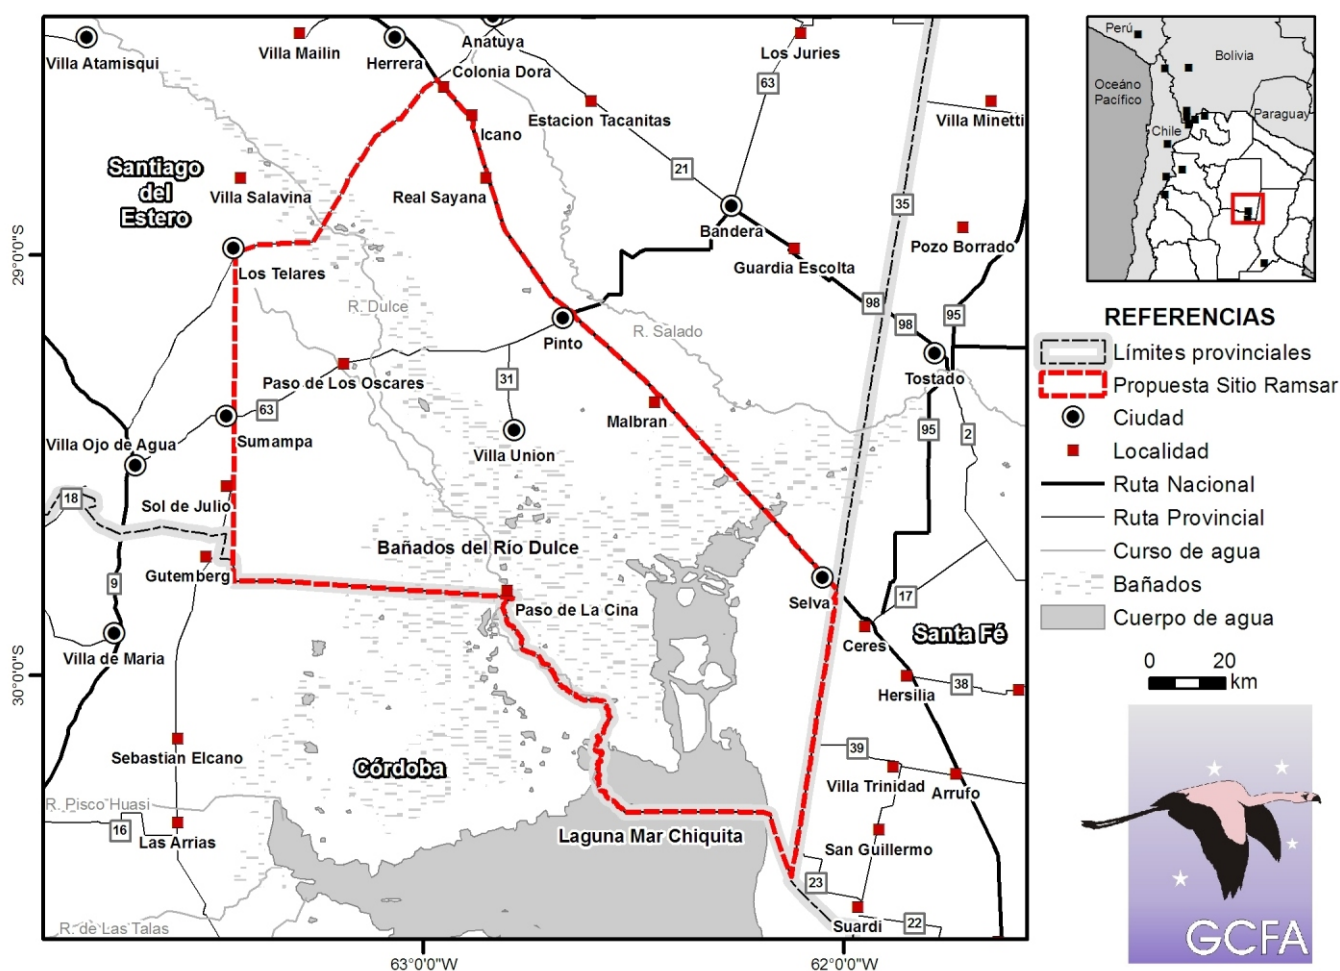 Villa Atamisqui
Villa Mailin
Herrera
Anatuya
Colonia Dora
Los Juries
63
Icano
Estacion Tacanitas
Villa Minetti
Santiago
del
Estero
Villa Salavina
Real Sayana
21
35
Bandera
Pozo Borrado
Guardia Escolta
Los Telares
29°0'0"S
R. Dulce
98
98
95
R. Salado
Pinto
Tostado
Paso de Los Oscares
31
63
Malbran
Sumampa
Villa Ojo de Agua
Villa Union
95
2
18
Sol de Julio
Bañados del Río Dulce
Gutemberg
9
Paso de La Cina
Selva
17
Ceres
Santa Fé
Villa de Maria
30°0'0"S
Hersilia
38
Sebastian Elcano
Córdoba
39
Villa Trinidad
Arrufo
R. Pisco Huasi
16
Las Arrias
Laguna Mar Chiquita
San Guillermo
23
Suardi
22
R. de Las Talas
63°0'0"W
62°0'0"W
Perú
Bolivia
Oceáno
Pacífico
Paraguay
Chile
REFERENCIAS
Límites provinciales
Propuesta Sitio Ramsar
Ciudad
Localidad
Ruta Nacional
Ruta Provincial
Curso de agua
Bañados
Cuerpo de agua
0 20
km
GCFA